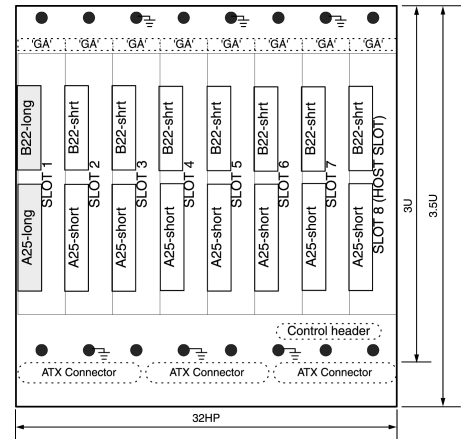 GA' GA' GA' GA' GA' GA' GA' GA'
B22-long B22-shrt B22-shrt B22-shrt B22-shrt B22-shrt B22-shrt B22-shrt
SLOT 1 SLOT 2 SLOT 3 SLOT 4 SLOT 5 SLOT 6 SLOT 7 SLOT 8 (HOST SLOT)
A25-long A25-short A25-short A25-short A25-short A25-short A25-short A25-short
3U
3.5U
Control header
ATX Connector ATX Connector ATX Connector
32HP